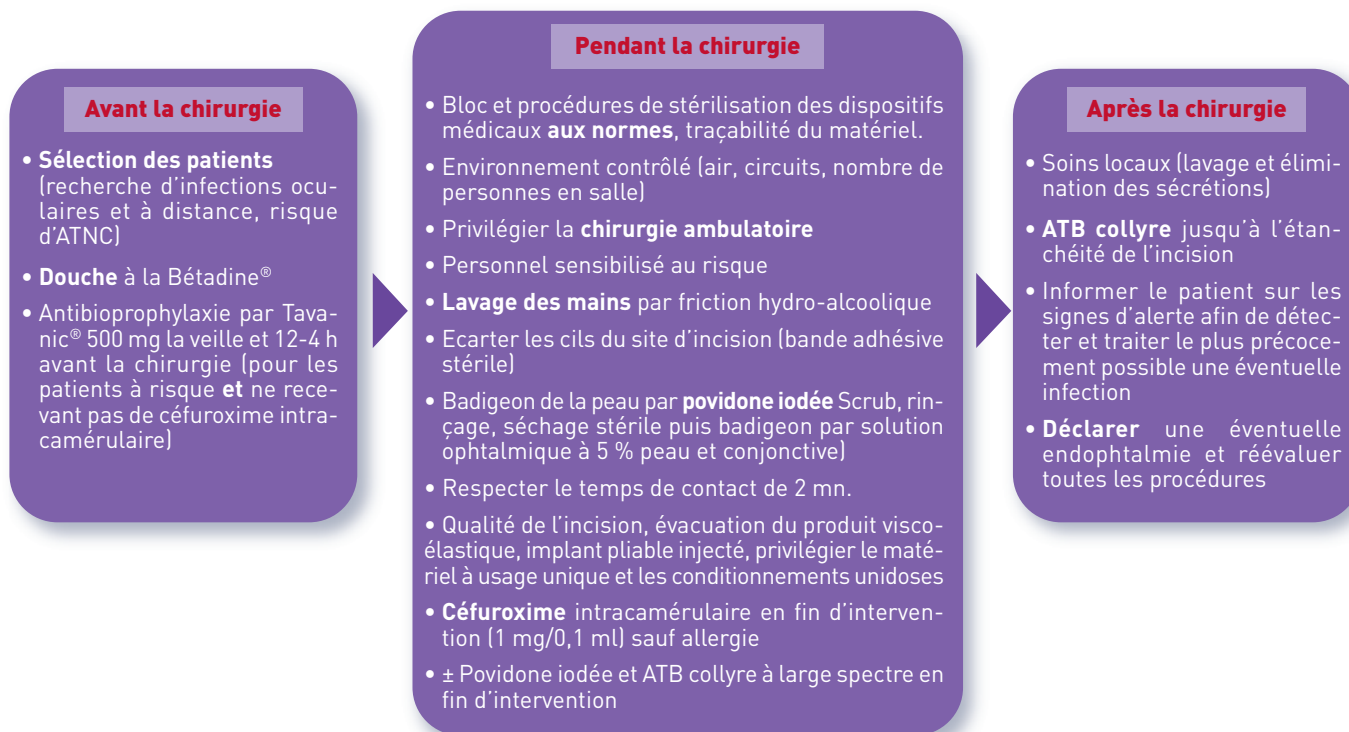 Avant la chirurgie
• Sélection des patients
(recherche d'infections ocu-
laires et à distance, risque
d'ATNC)
• Douche à la Bétadine®
• Antibioprophylaxie par Tava-
nic® 500 mg la veille et 12-4 h
avant la chirurgie (pour les
patients à risque et ne rece-
vant pas de céfuroxime intra-
camérulaire)
Pendant la chirurgie
• Bloc et procédures de stérilisation des dispositifs
médicaux aux normes, traçabilité du matériel.
• Environnement contrôlé (air, circuits, nombre de
personnes en salle)
• Privilégier la chirurgie ambulatoire
• Personnel sensibilisé au risque
• Lavage des mains par friction hydro-alcoolique
• Ecarter les cils du site d'incision (bande adhésive
stérile)
• Badigeon de la peau par povidone iodée Scrub, rin-
çage, séchage stérile puis badigeon par solution
ophtalmique à 5 % peau et conjonctive)
• Respecter le temps de contact de 2 mn.
• Qualité de l'incision, évacuation du produit visco-
élastique, implant pliable injecté, privilégier le maté-
riel à usage unique et les conditionnements unidoses
• Céfuroxime intracamérulaire en fin d'interven-
tion (1 mg/0,1 ml) sauf allergie
• ± Povidone iodée et ATB collyre à large spectre en
fin d'intervention
Après la chirurgie
• Soins locaux (lavage et élimi-
nation des sécrétions)
• ATB collyre jusqu'à l'étan-
chéité de l'incision
• Informer le patient sur les
signes d'alerte afin de détec-
ter et traiter le plus précoce-
ment possible une éventuelle
infection
• Déclarer une éventuelle
endophtalmie et réévaluer
toutes les procédures